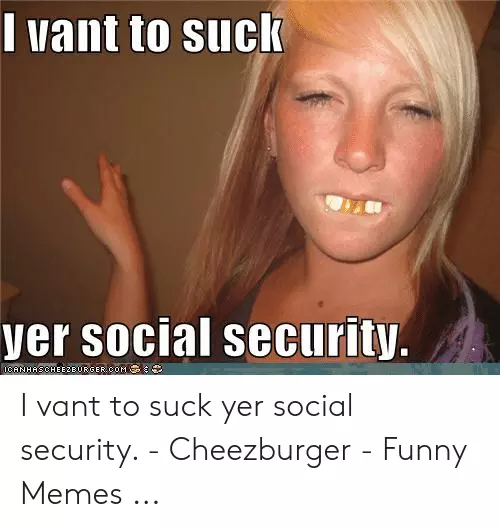 I vant to suck
yer social security.
ICANHASCHEEZBURGER.COM
I vant to suck yer social
security. - Cheezburger - Funny
Memes ...